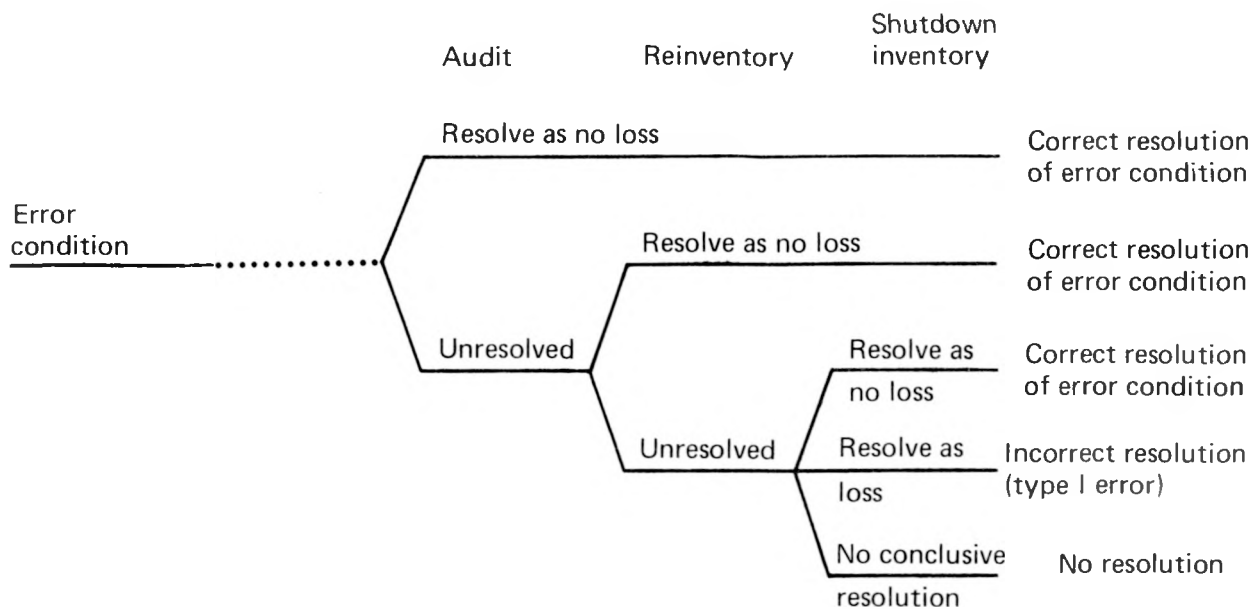 Audit
Reinventory
Shutdown
inventory
Resolve as no loss
Correct resolution
of error condition
Error
condition
Resolve as no loss
Correct resolution
of error condition
Unresolved
Resolve as
no loss
Correct resolution
of error condition
Unresolved
Resolve as
loss
Incorrect resolution
(type I error)
No conclusive
resolution
No resolution